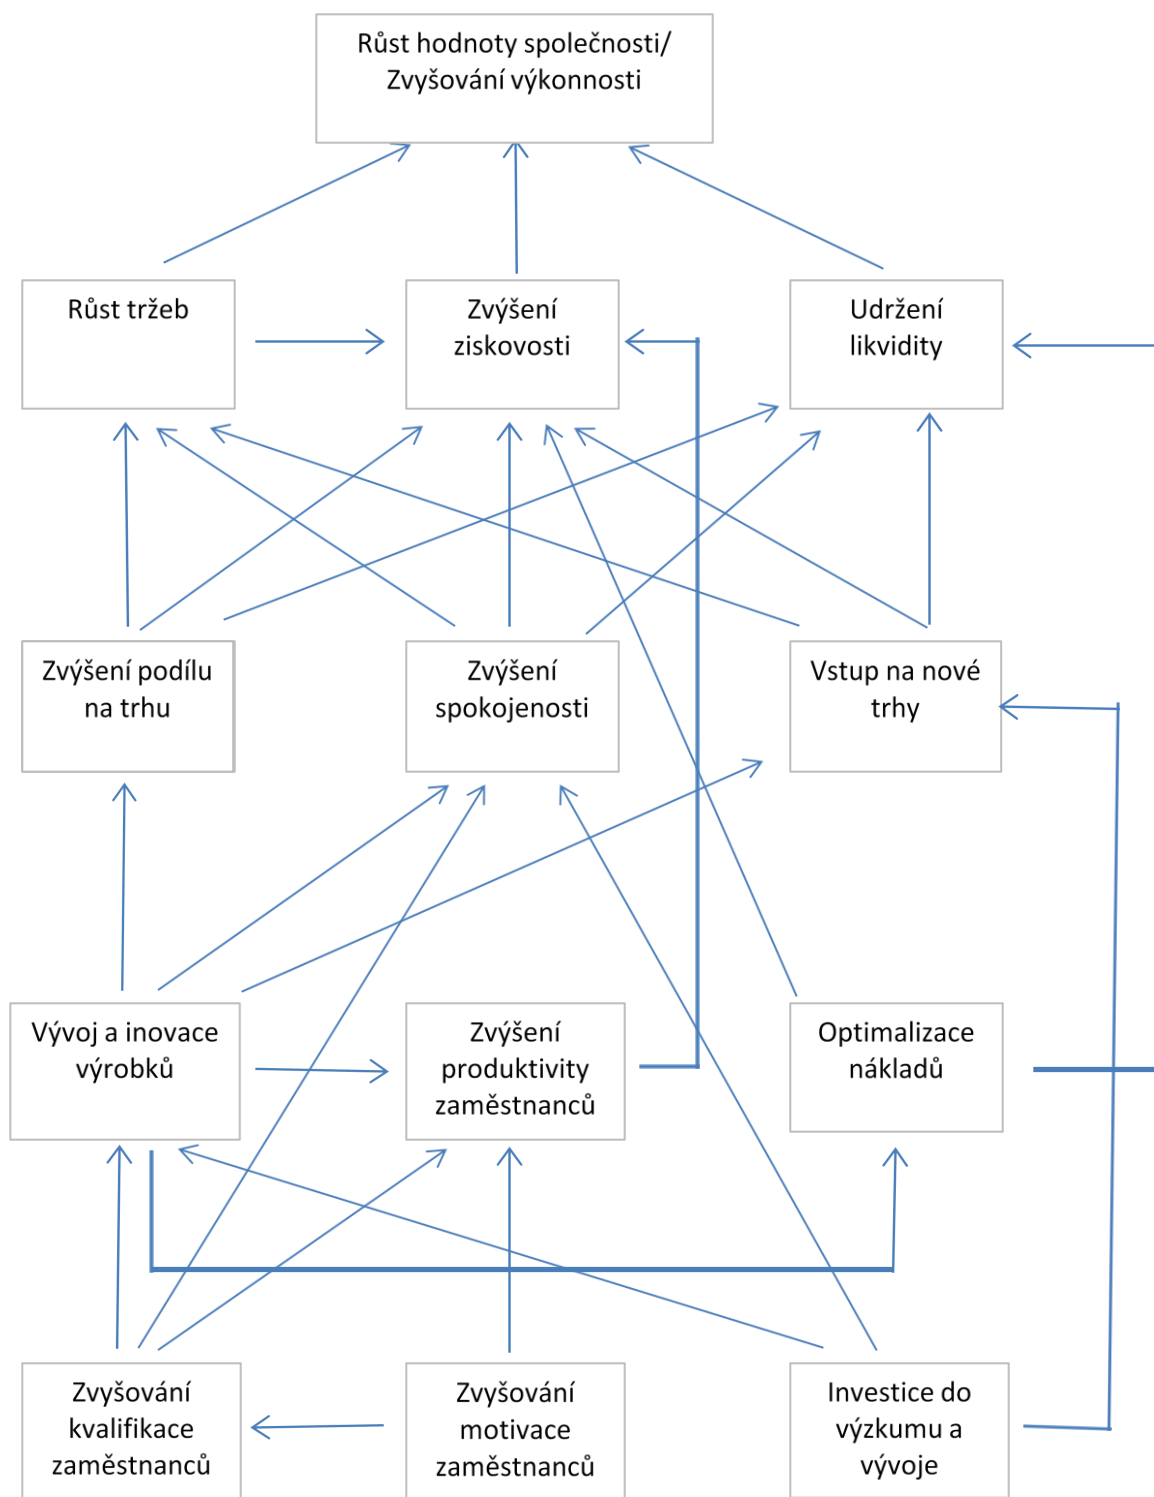 Růst hodnoty společnosti/
Zvyšování výkonnosti
Růst tržeb
Zvýšení
ziskovosti
Udržení
likvidity
Zvýšení podílu
na trhu
Zvýšení
spokojenosti
Vstup na nové
trhy
Vývoj a inovace
výrobků
Zvýšení
produktivity
zaměstnanců
Optimalizace
nákladů
Zvyšování
kvalifikace
zaměstnanců
Zvyšování
motivace
zaměstnanců
Investice do
výzkumu a
vývoje